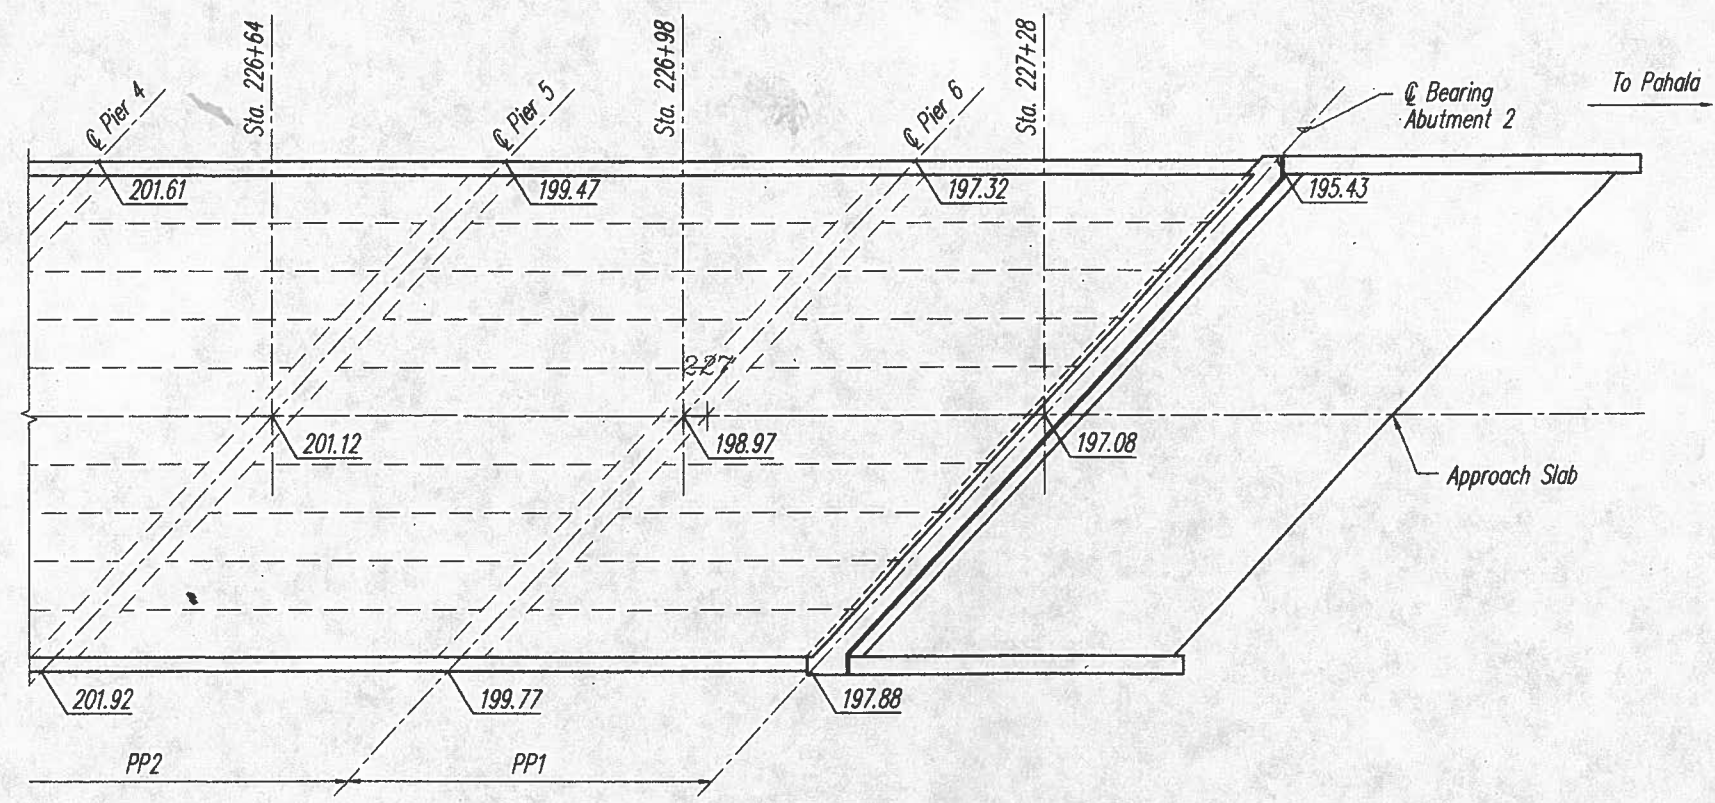 Sta. 226+64
Sta. 226+98
Sta. 227+28
℄ Pier 4
℄ Pier 5
℄ Pier 6
℄ Bearing
Abutment 2
To Pahala
201.61
199.47
197.32
195.43
227
201.12
198.97
197.08
Approach Slab
201.92
199.77
197.88
PP2
PP1